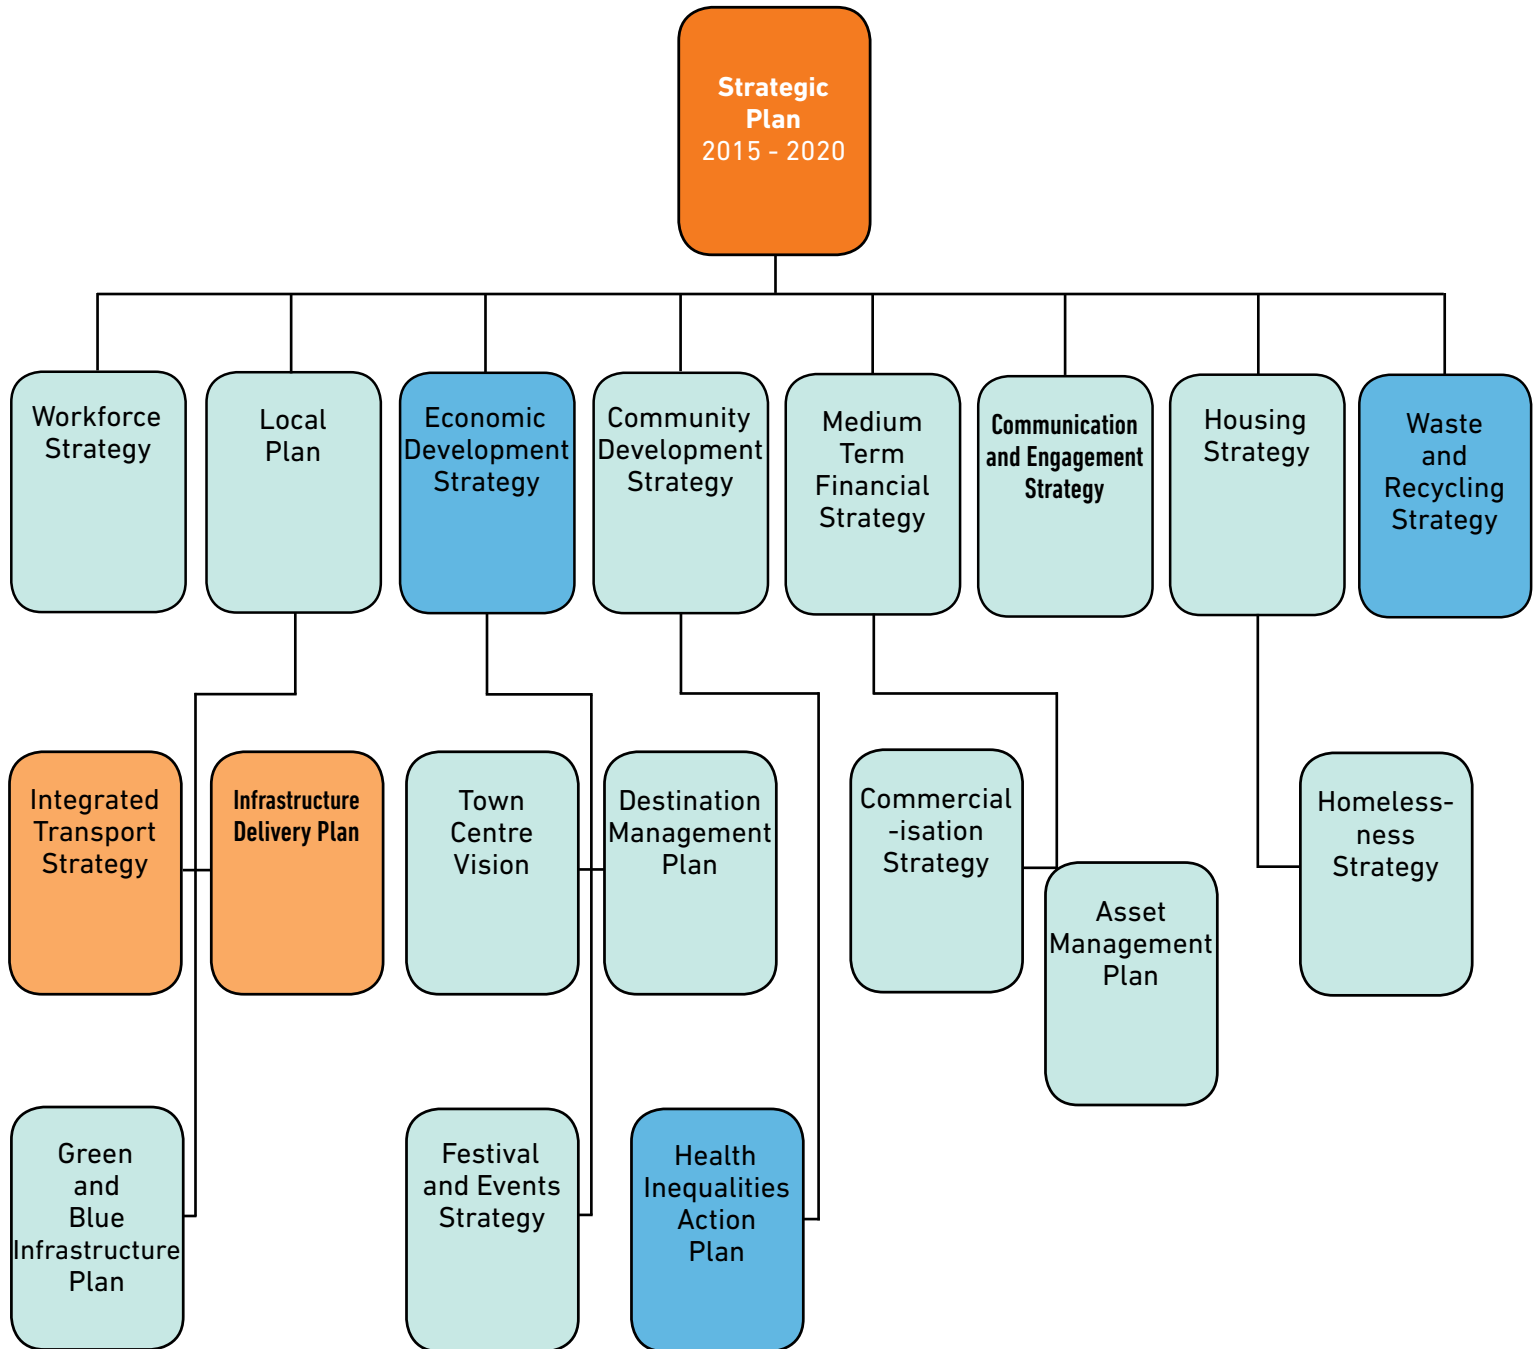 Strategic
Plan
2015 - 2020
Workforce
Strategy
Local
Plan
Economic
Development
Strategy
Community
Development
Strategy
Medium
Term
Financial
Strategy
Communication
and Engagement
Strategy
Housing
Strategy
Waste
and
Recycling
Strategy
Integrated
Transport
Strategy
Infrastructure
Delivery Plan
Town
Centre
Vision
Destination
Management
Plan
Commercial
-isation
Strategy
Asset
Management
Plan
Homeless-
ness
Strategy
Green
and
Blue
Infrastructure
Plan
Festival
and Events
Strategy
Health
Inequalities
Action
Plan